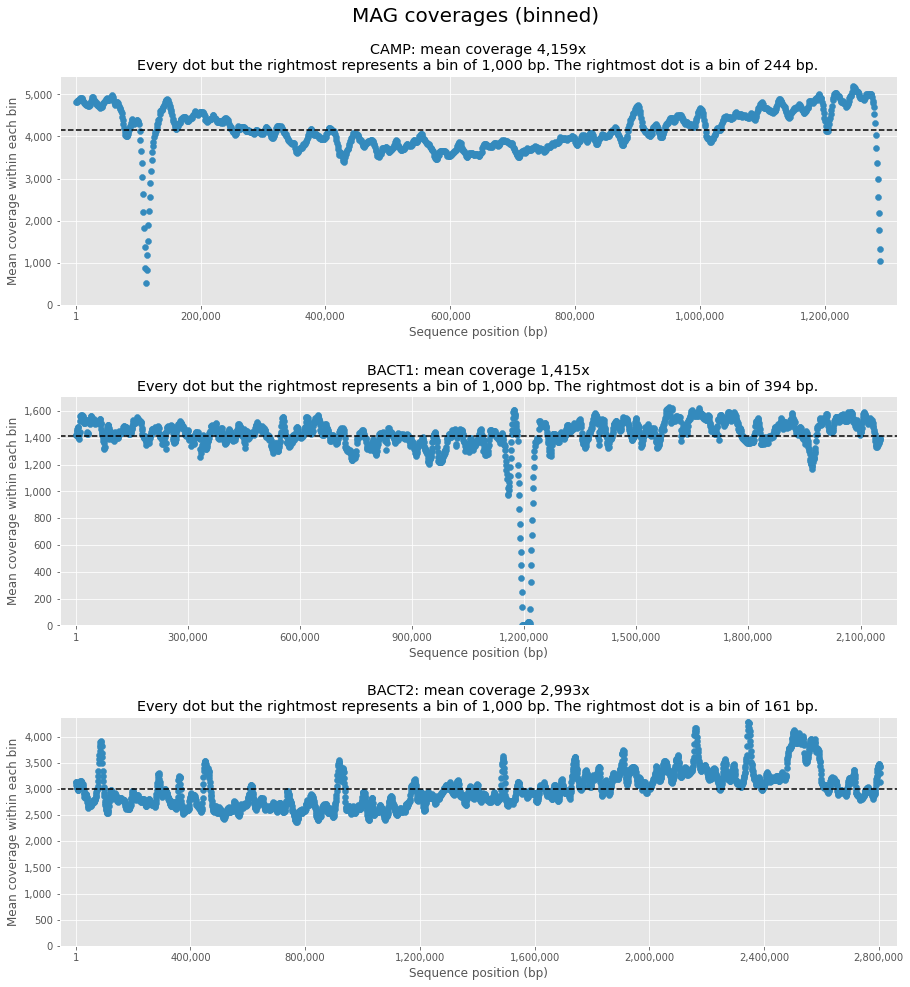 MAG coverages (binned)
CAMP: mean coverage 4,159x
Every dot but the rightmost represents a bin of 1,000 bp. The rightmost dot is a bin of 244 bp.
Mean coverage within each bin
5,000
4,000
3,000
2,000
1,000
0
1 200,000 400,000 600,000 800,000 1,000,000 1,200,000
Sequence position (bp)
BACT1: mean coverage 1,415x
Every dot but the rightmost represents a bin of 1,000 bp. The rightmost dot is a bin of 394 bp.
Mean coverage within each bin
1,600
1,400
1,200
1,000
800
600
400
200
0
1 300,000 600,000 900,000 1,200,000 1,500,000 1,800,000 2,100,000
Sequence position (bp)
BACT2: mean coverage 2,993x
Every dot but the rightmost represents a bin of 1,000 bp. The rightmost dot is a bin of 161 bp.
Mean coverage within each bin
4,000
3,500
3,000
2,500
2,000
1,500
1,000
500
0
1 400,000 800,000 1,200,000 1,600,000 2,000,000 2,400,000 2,800,000
Sequence position (bp)